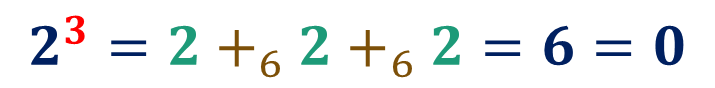 2³ = 2 +₆ 2 +₆ 2 = 6 = 0